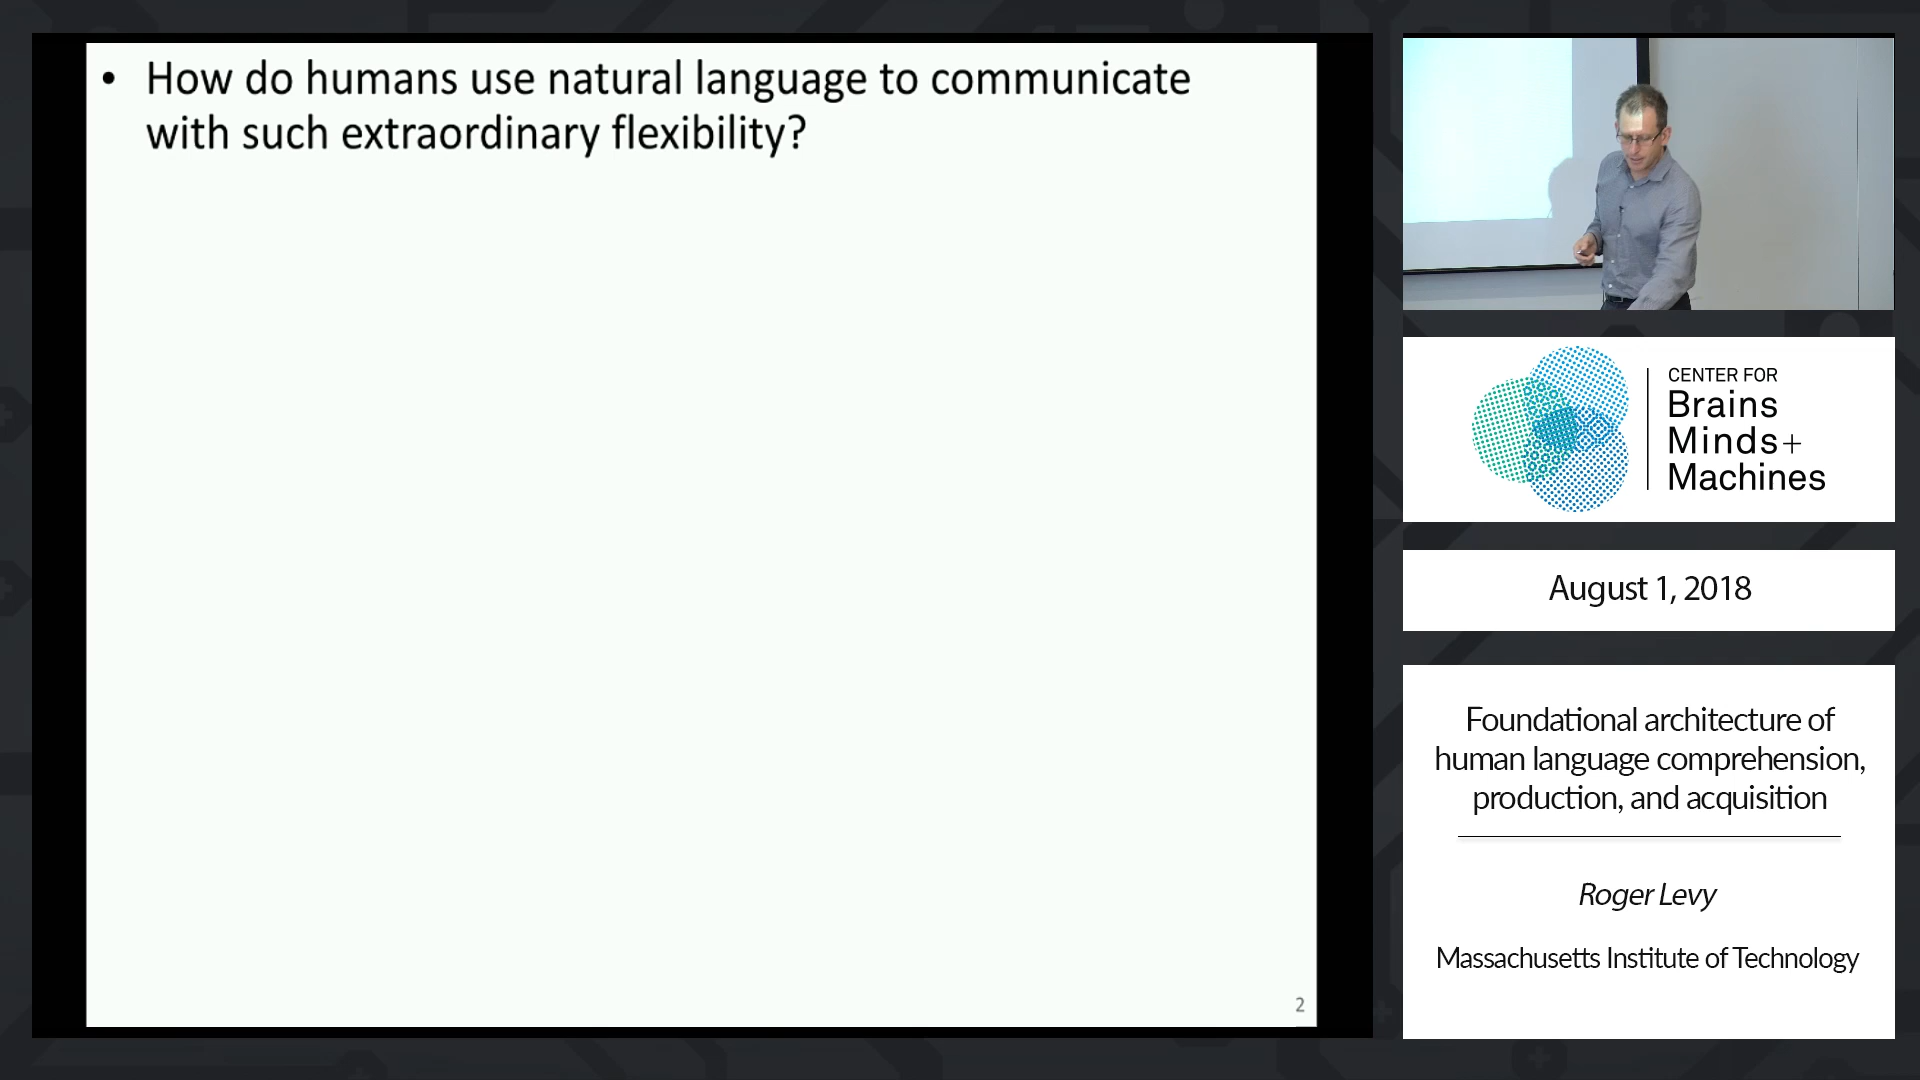 • How do humans use natural language to communicate
with such extraordinary flexibility?
2
CENTER FOR
Brains
Minds+
Machines
August 1, 2018
Foundational architecture of
human language comprehension,
production, and acquisition
Roger Levy
Massachusetts Institute of Technology